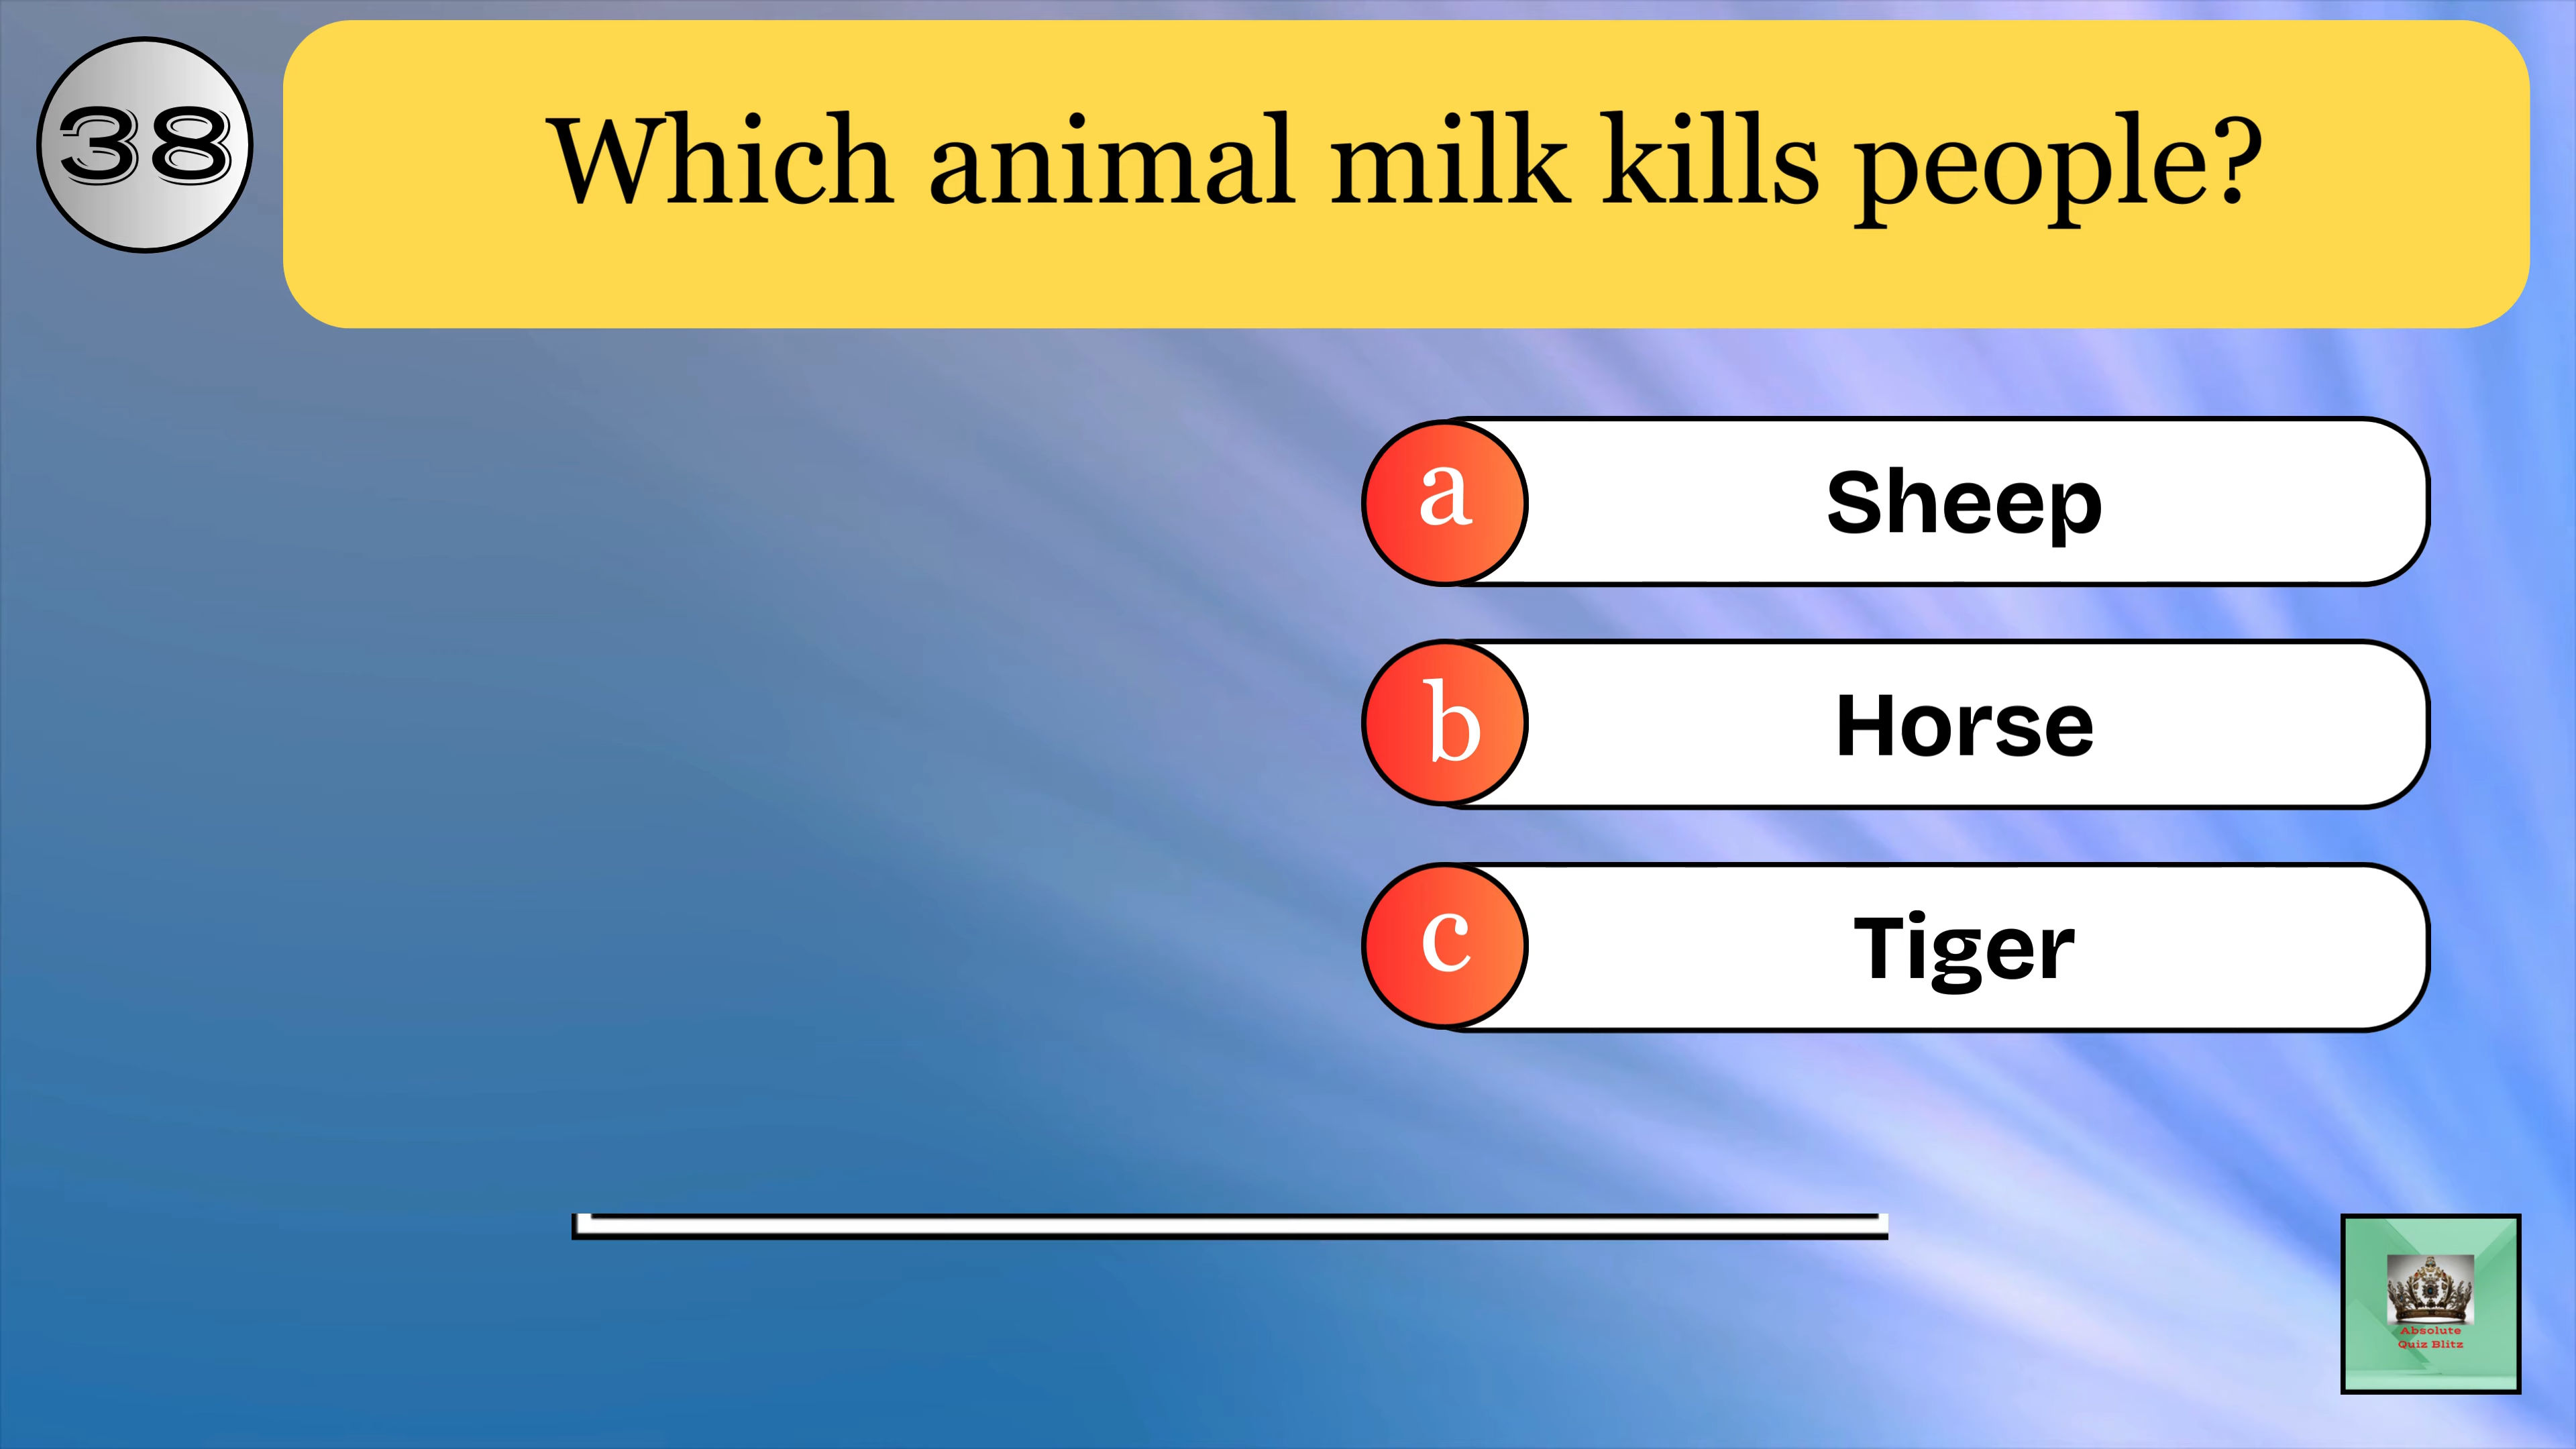 38
Which animal milk kills people?
a
Sheep
b
Horse
c
Tiger
Absolute
Quiz Blitz